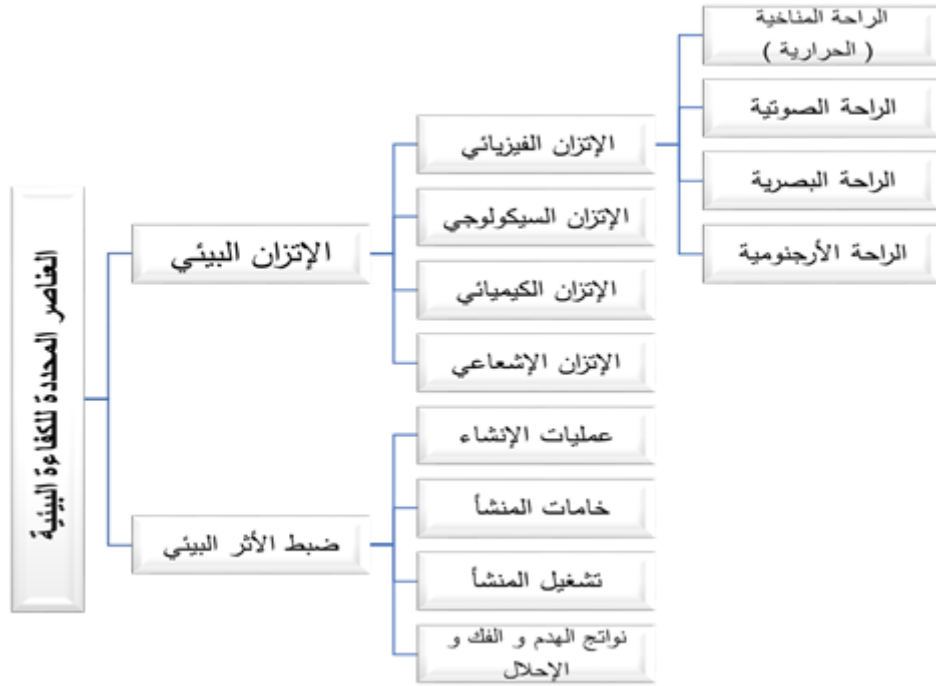 العناصر المحددة للكفاءة البيئية
الإتزان البيئي
الإتزان الفيزيائي
الراحة المناخية
( الحرارية )
الراحة الصوتية
الراحة البصرية
الراحة الأرجنومية
الإتزان السيكولوجي
الإتزان الكيميائي
الإتزان الإشعاعي
ضبط الأثر البيئي
عمليات الإنشاء
خامات المنشأ
تشغيل المنشأ
نواتج الهدم و الفك و
الإحلال